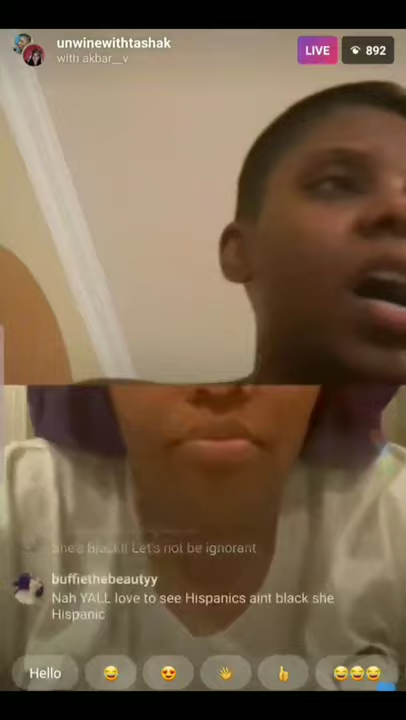 unwinewithtashak
LIVE
892
with akbar__v
She's Black!! Let's not be ignorant
buffiethebeautyy
Nah YALL love to see Hispanics aint black she
Hispanic
Hello